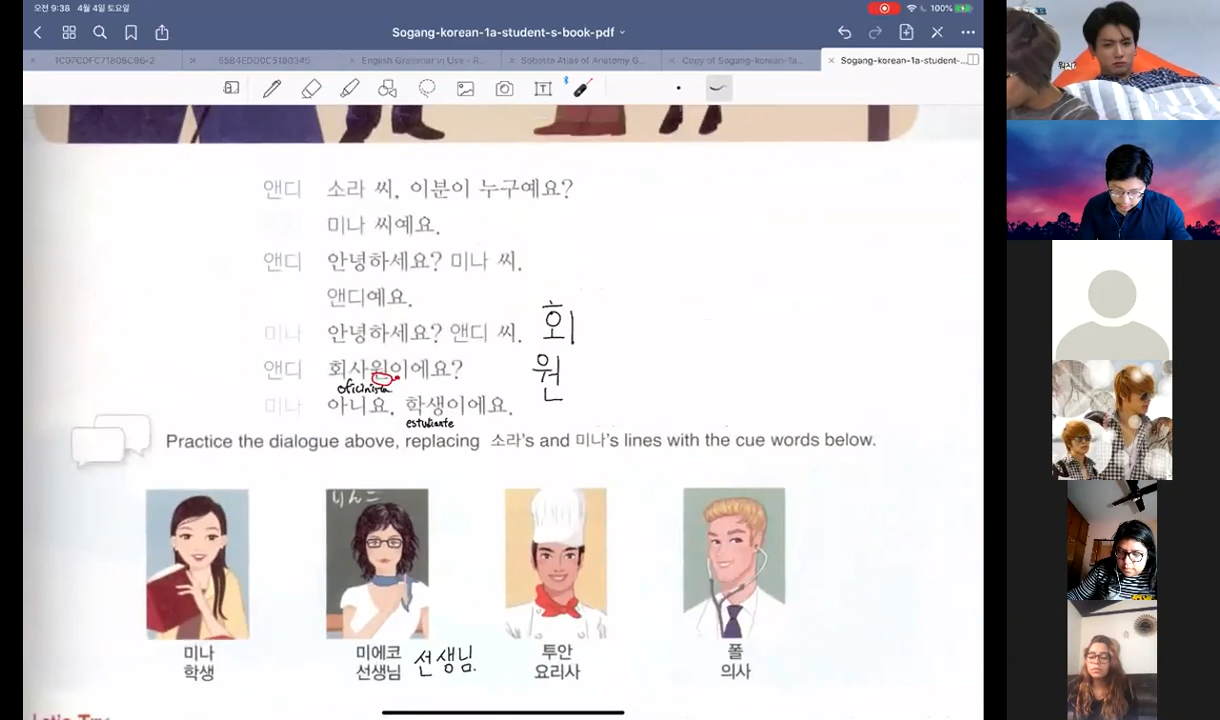 오전 9:38 4월 4일 토요일
100%
Sogang-korean-1a-student-s-book-pdf
1C97CDFC71808C86-2
55B4ED00C5180345
English Grammar in Use - R...
Sobotta Atlas of Anatomy G...
Copy of Sogang-korean-1a...
Sogang-korean-1a-student-...
앤디 소라 씨, 이분이 누구예요?
미나 씨예요.
앤디 안녕하세요? 미나 씨.
앤디예요.
미나 안녕하세요? 앤디 씨.
회
앤디 회사원이에요?
원
oficinista
미나 아니요, 학생이에요.
estudiante
Practice the dialogue above, replacing 소라's and 미나's lines with the cue words below.
りんご
미나
학생
미에코
선생님
선생님.
투안
요리사
폴
의사
Let's Try